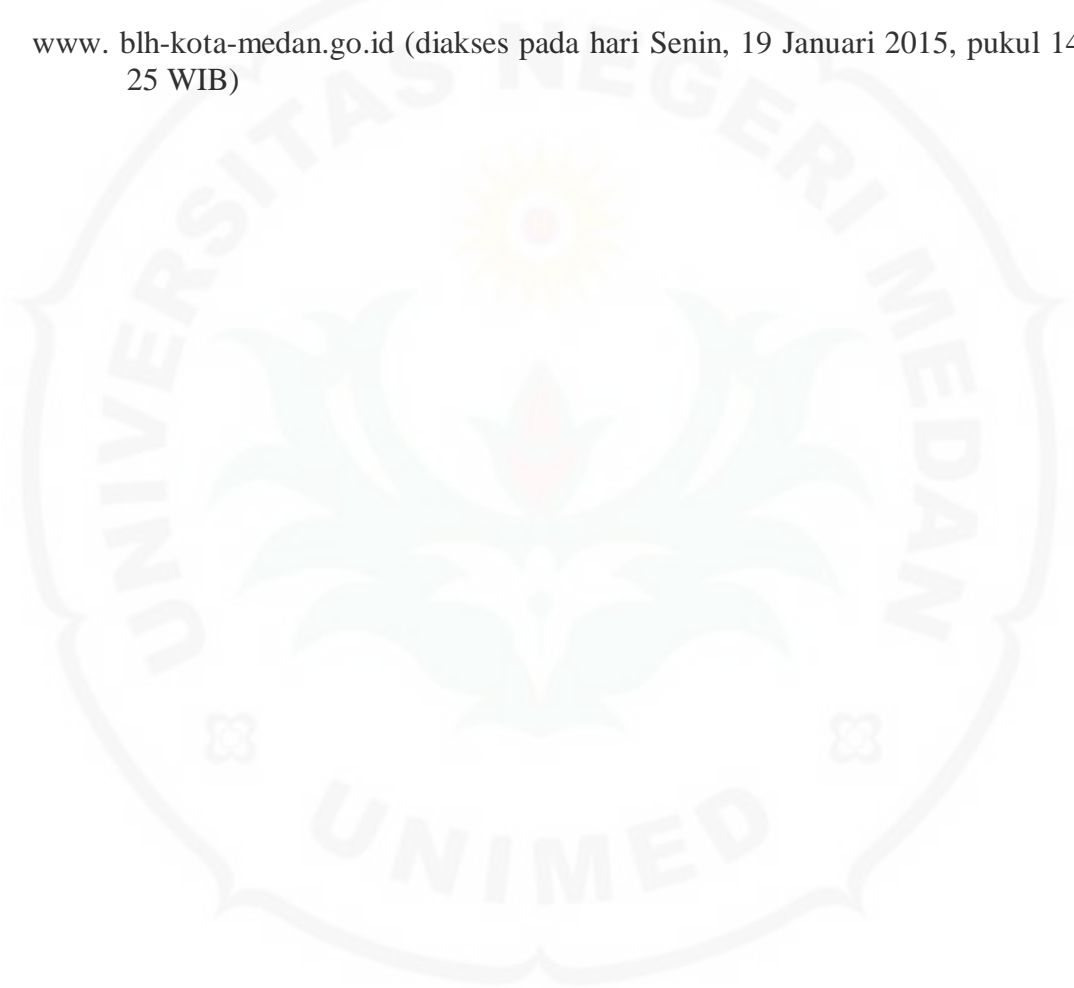 www. blh-kota-medan.go.id (diakses pada hari Senin, 19 Januari 2015, pukul 14
25 WIB)
UNIVERSITAS NEGERI MEDAN
UNIMED